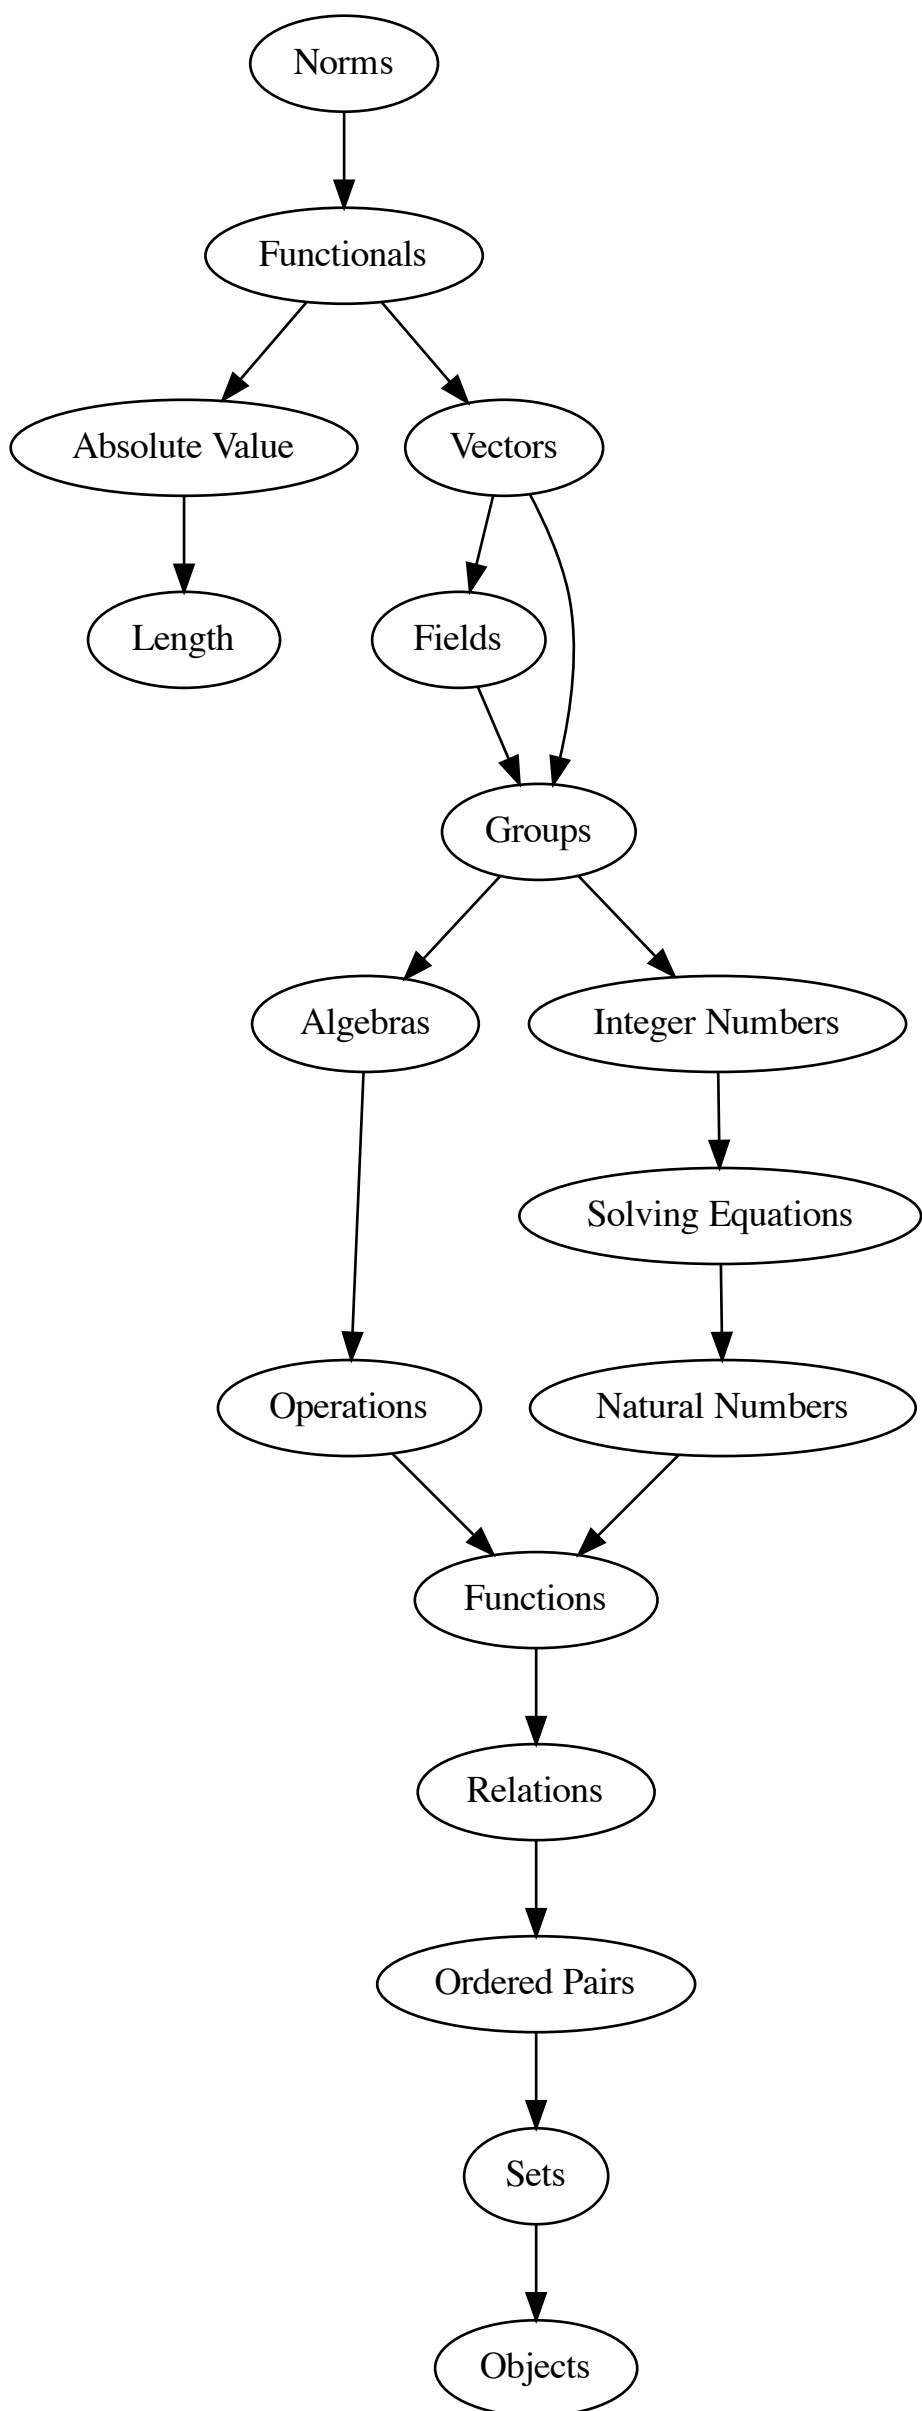 Norms
Functionals
Absolute Value
Vectors
Length
Fields
Groups
Algebras
Integer Numbers
Solving Equations
Operations
Natural Numbers
Functions
Relations
Ordered Pairs
Sets
Objects